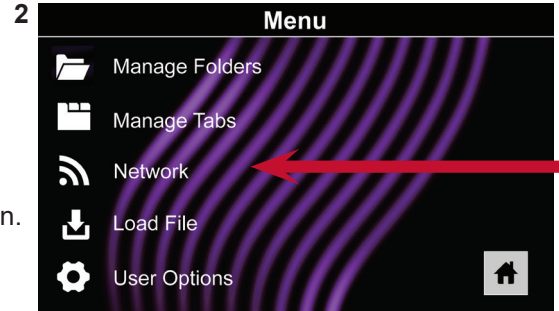 2
Menu
Manage Folders
Manage Tabs
Network
n.
Load File
User Options